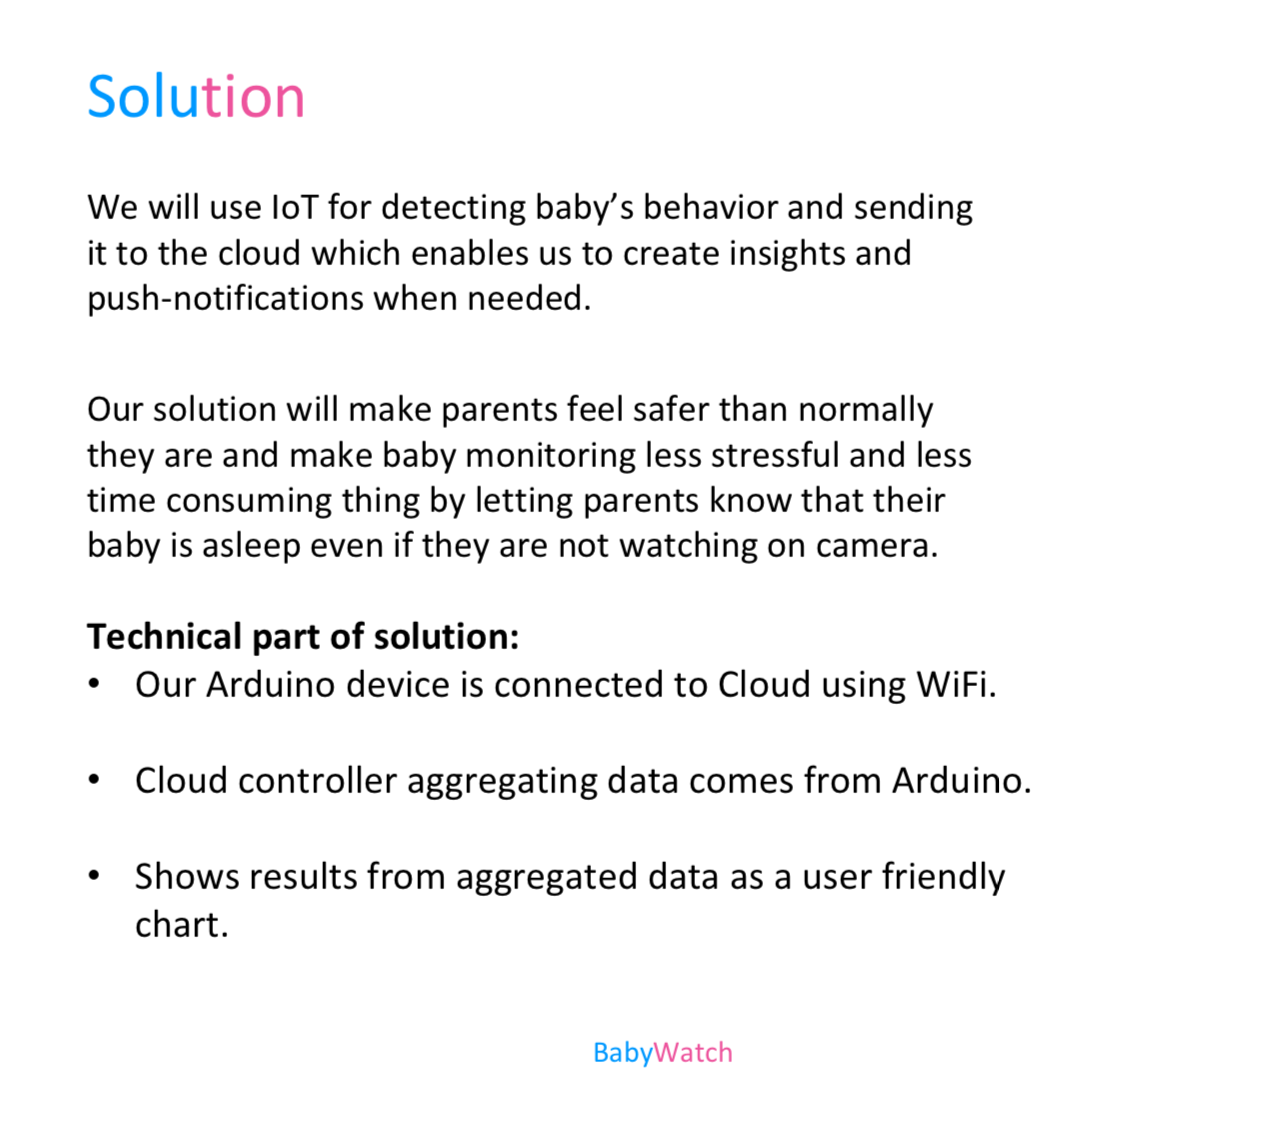 Solution
We will use IoT for detecting baby’s behavior and sending
it to the cloud which enables us to create insights and
push-notifications when needed.
Our solution will make parents feel safer than normally
they are and make baby monitoring less stressful and less
time consuming thing by letting parents know that their
baby is asleep even if they are not watching on camera.
Technical part of solution:
• Our Arduino device is connected to Cloud using WiFi.
• Cloud controller aggregating data comes from Arduino.
• Shows results from aggregated data as a user friendly
chart.
BabyWatch